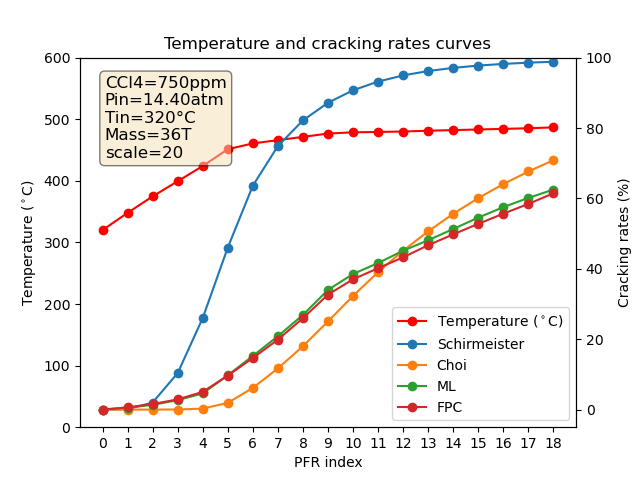 Temperature and cracking rates curves
CCl4=750ppm
Pin=14.40atm
Tin=320°C
Mass=36T
scale=20
Temperature (°C)
600
500
400
300
200
100
0
100
80
60
40
20
0
Cracking rates (%)
Temperature (°C)
Schirmeister
Choi
ML
FPC
0 1 2 3 4 5 6 7 8 9 10 11 12 13 14 15 16 17 18
PFR index